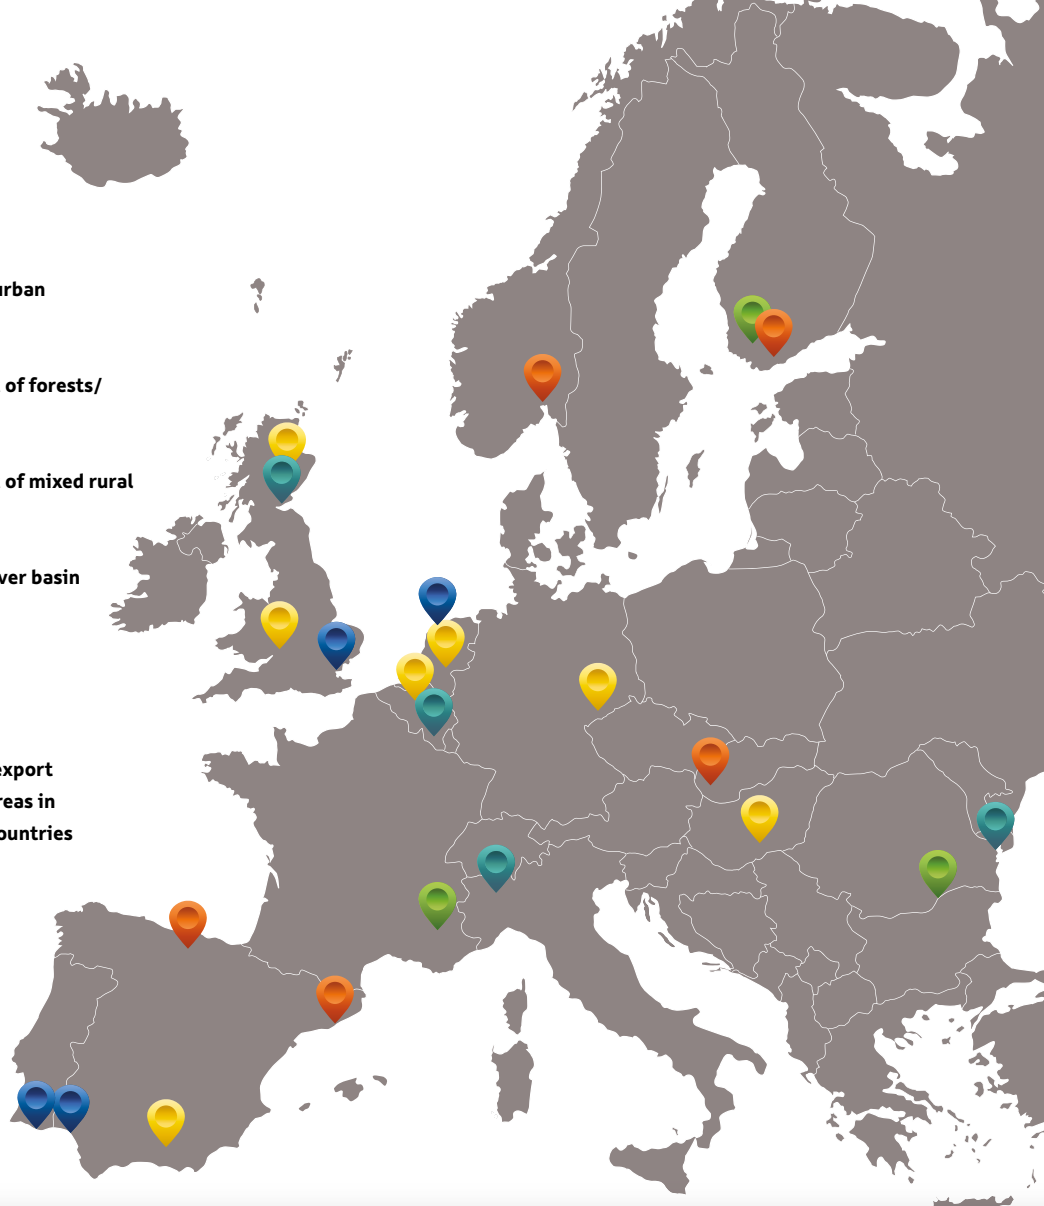 urban
of forests/
of mixed rural
ver basin
export
reas in
ountries